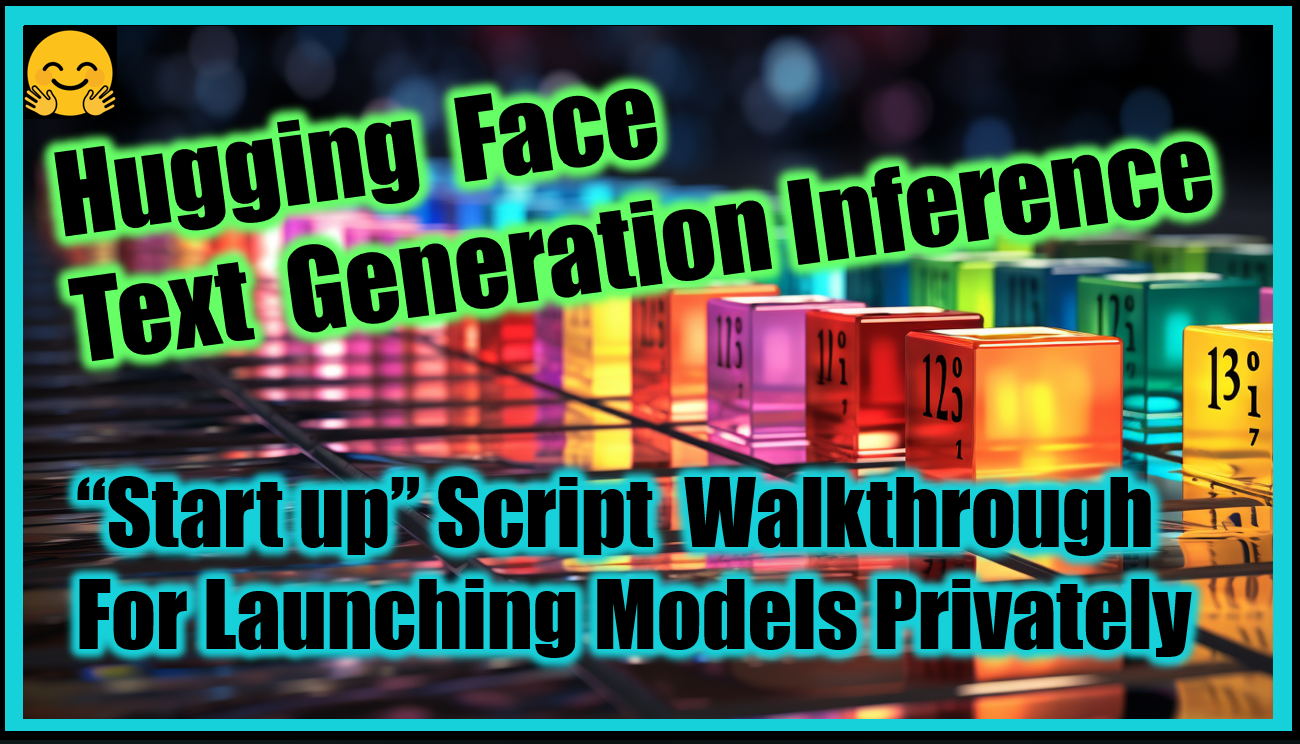 Hugging Face
Text Generation Inference
“Start up” Script Walkthrough
For Launching Models Privately